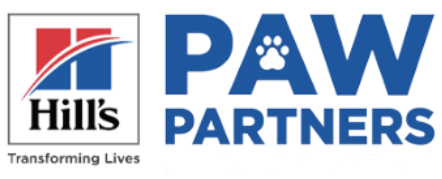 Hill's
Transforming Lives
PAW
PARTNERS